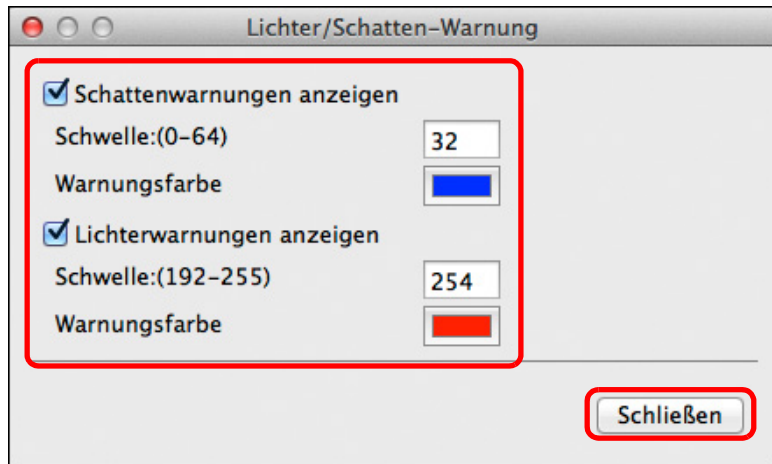 Lichter/Schatten-Warnung
Schattenwarnungen anzeigen
Schwelle:(0-64) 32
Warnungsfarbe
Lichterwarnungen anzeigen
Schwelle:(192-255) 254
Warnungsfarbe
Schließen